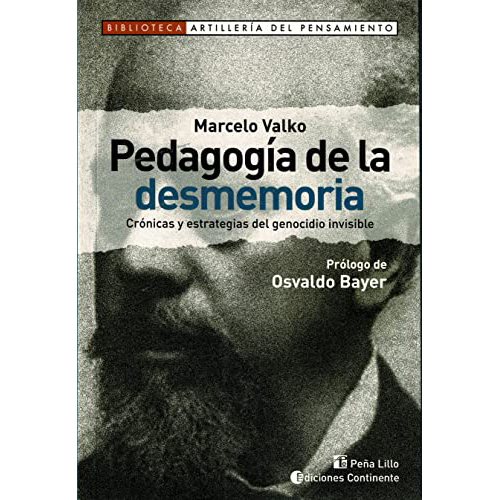 BIBLIOTECA ARTILLERÍA DEL PENSAMIENTO
Marcelo Valko
Pedagogía de la
desmemoria
Crónicas y estrategias del genocidio invisible
Prólogo de
Osvaldo Bayer
Peña Lillo
Ediciones Continente